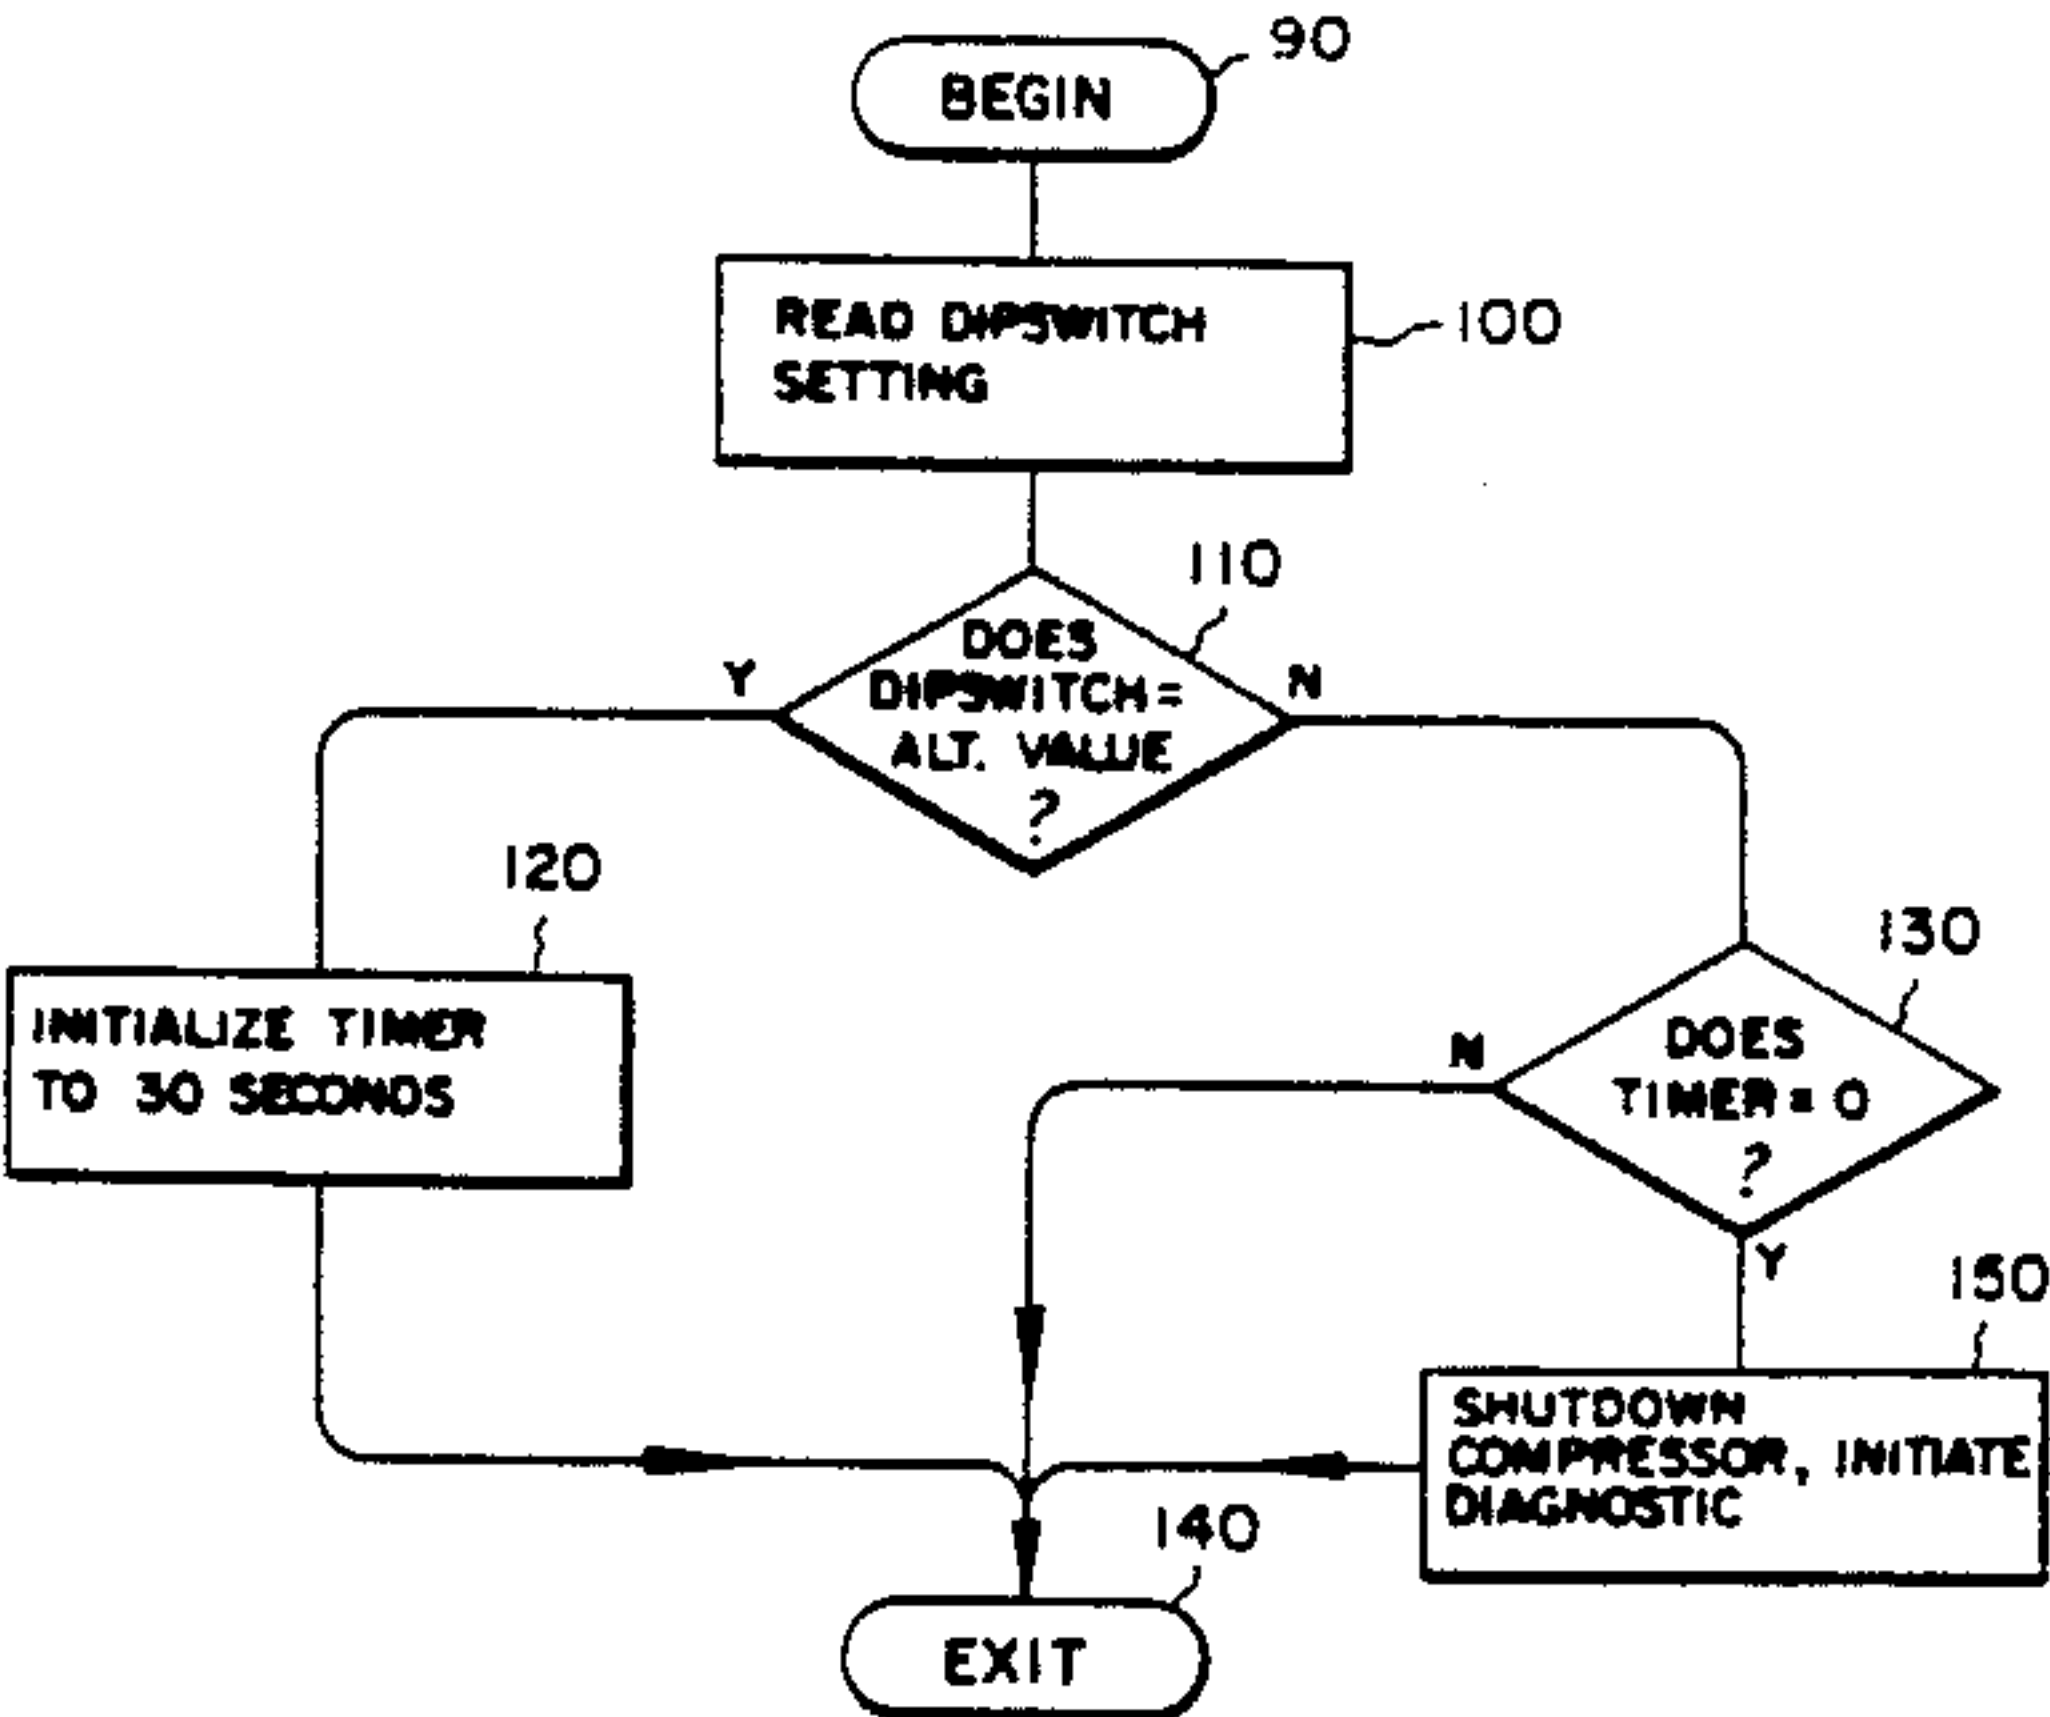 BEGIN
90
READ DIPSWITCH
SETTING
100
110
DOES
DIPSWITCH =
ALT. VALUE
?
Y
N
120
INITIALIZE TIMER
TO 30 SECONDS
130
DOES
TIMER = 0
?
N
Y
150
SHUTDOWN
COMPRESSOR, INITIATE
DIAGNOSTIC
140
EXIT